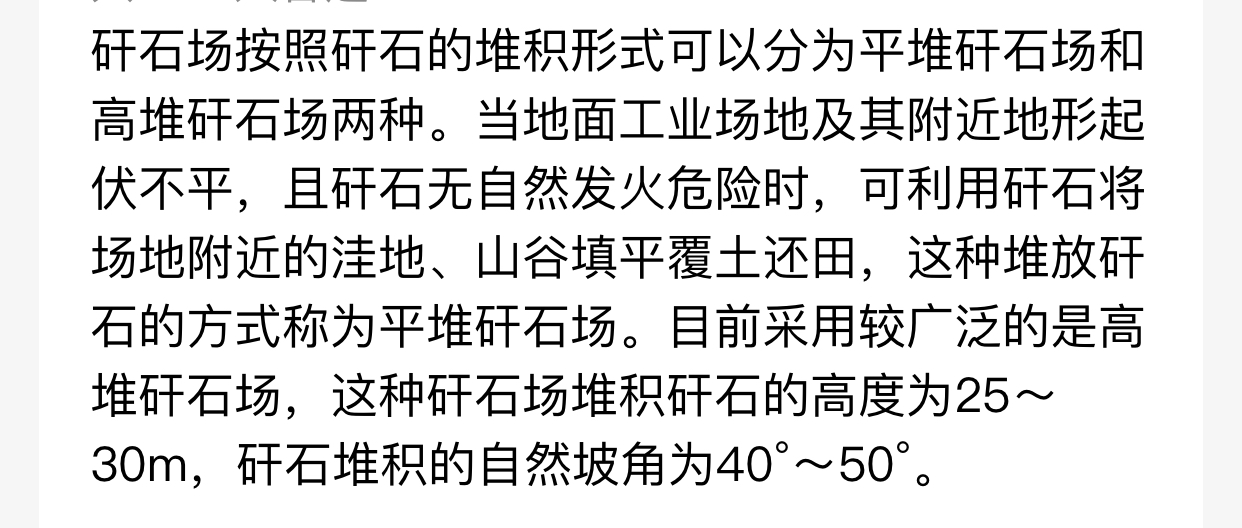 矸石场按照矸石的堆积形式可以分为平堆矸石场和
高堆矸石场两种。当地面工业场地及其附近地形起
伏不平，且矸石无自然发火危险时，可利用矸石将
场地附近的洼地、山谷填平覆土还田，这种堆放矸
石的方式称为平堆矸石场。目前采用较广泛的是高
堆矸石场，这种矸石场堆积矸石的高度为25～
30m，矸石堆积的自然坡角为40°～50°。